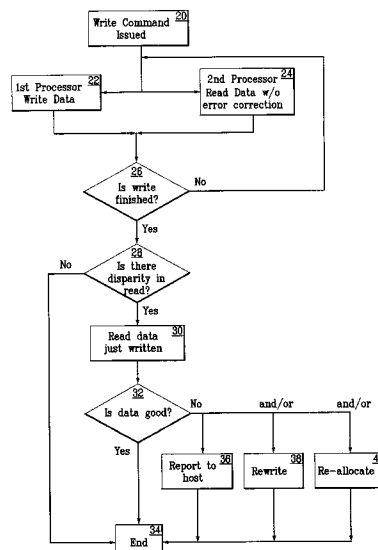 20
Write Command
Issued
22
1st Processor
Write Data
24
2nd Processor
Read Data w/o
error correction
26
Is write
finished?
No
Yes
28
Is there
disparity in
read?
No
Yes
30
Read data
just written
32
Is data good?
No
and/or
and/or
Yes
36
Report to
host
38
Rewrite
4
Re-allocate
34
End